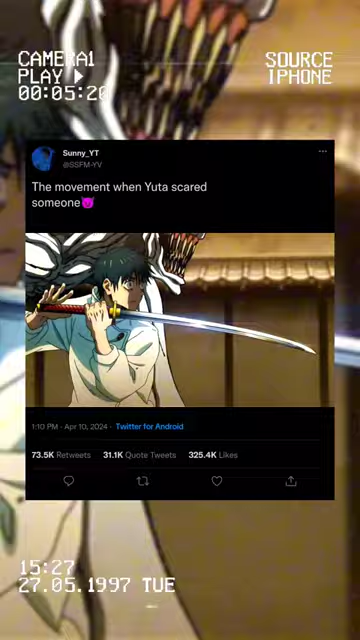 CAMERA1
PLAY
00:05:20
SOURCE
IPHONE
Sunny_YT
@SSFM-YV
The movement when Yuta scared
someone😈
1:10 PM · Apr 10, 2024 · Twitter for Android
73.5K Retweets 31.1K Quote Tweets 325.4K Likes
15:27
27.05.1997 TUE